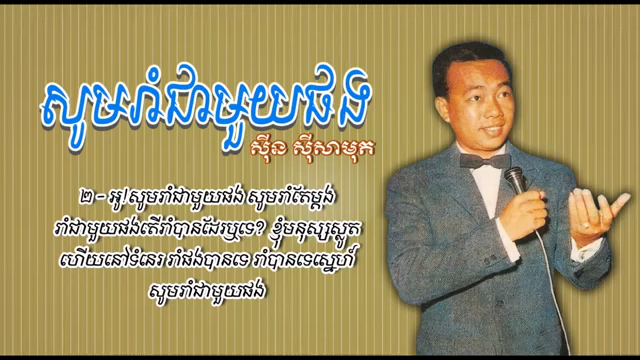 សូមរាំជាមួយផង
ស៊ីន ស៊ីសាមុត
២ - អូ!សូមរាំជាមួយផង សូមរាំតែម្ដង
រាំជាមួយផងតើរាំបានដែរឬទេ? ខ្ញុំមនុស្សស្លូត
ហើយនៅទំនេរ រាំផងបានទេ រាំបានទេស្នេហ៍
សូមរាំជាមួយផង